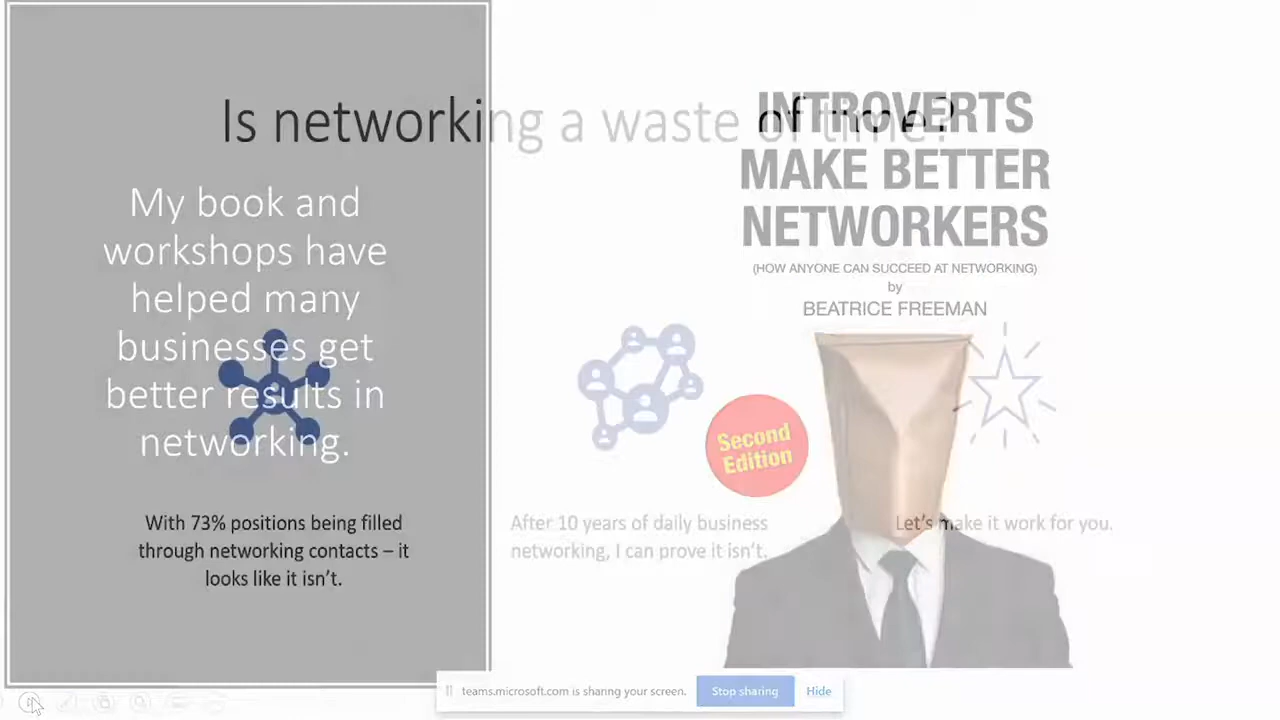 Is networking a waste of time?
My book and
workshops have
helped many
businesses get
better results in
networking.
INTROVERTS
MAKE BETTER
NETWORKERS
(HOW ANYONE CAN SUCCEED AT NETWORKING)
by
BEATRICE FREEMAN
Second
Edition
With 73% positions being filled
through networking contacts – it
looks like it isn’t.
After 10 years of daily business
networking, I can prove it isn’t.
Let’s make it work for you.
teams.microsoft.com is sharing your screen.
Stop sharing
Hide